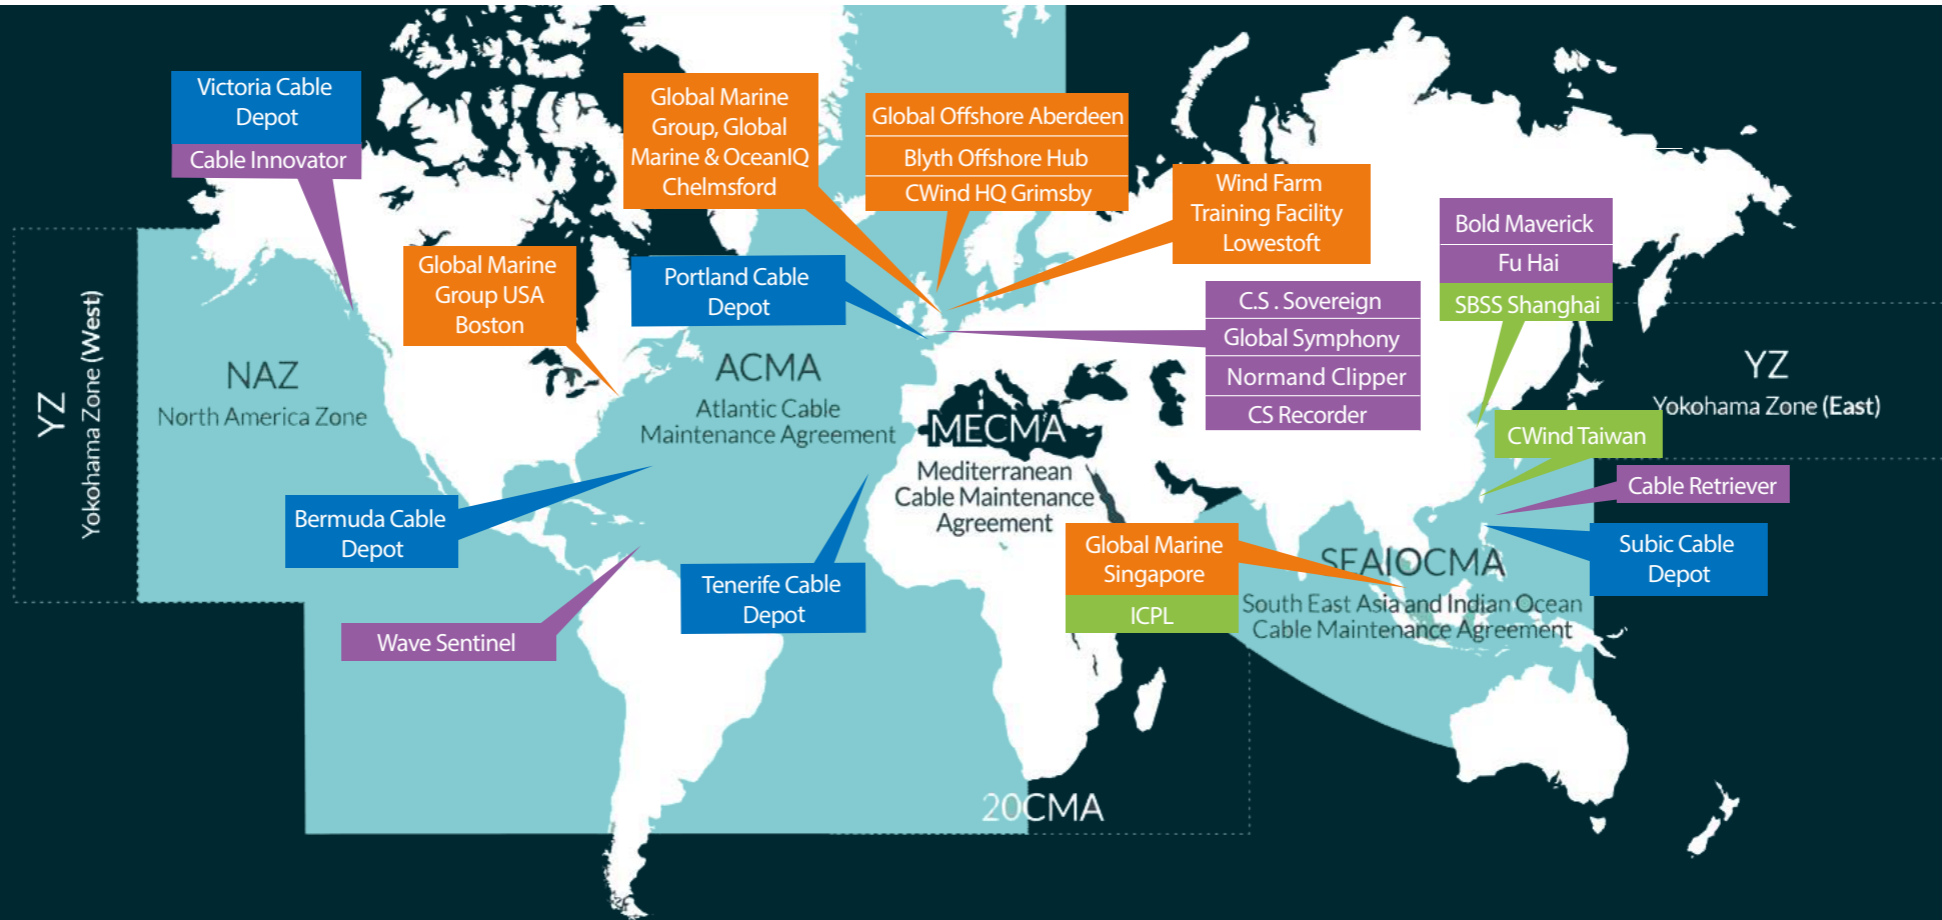 Victoria Cable
Depot
Cable Innovator
Global Marine
Group, Global
Marine & OceanIQ
Chelmsford
Global Offshore Aberdeen
Blyth Offshore Hub
CWind HQ Grimsby
Wind Farm
Training Facility
Lowestoft
Bold Maverick
Fu Hai
SBSS Shanghai
Global Marine
Group USA
Boston
Portland Cable
Depot
C.S . Sovereign
Global Symphony
Normand Clipper
CS Recorder
YZ
Yokohama Zone (West)
NAZ
North America Zone
ACMA
Atlantic Cable
Maintenance Agreement
MECMA
Mediterranean
Cable Maintenance
Agreement
YZ
Yokohama Zone (East)
CWind Taiwan
Cable Retriever
Subic Cable
Depot
Bermuda Cable
Depot
Wave Sentinel
Tenerife Cable
Depot
Global Marine
Singapore
ICPL
SEAIOCMA
South East Asia and Indian Ocean
Cable Maintenance Agreement
20CMA